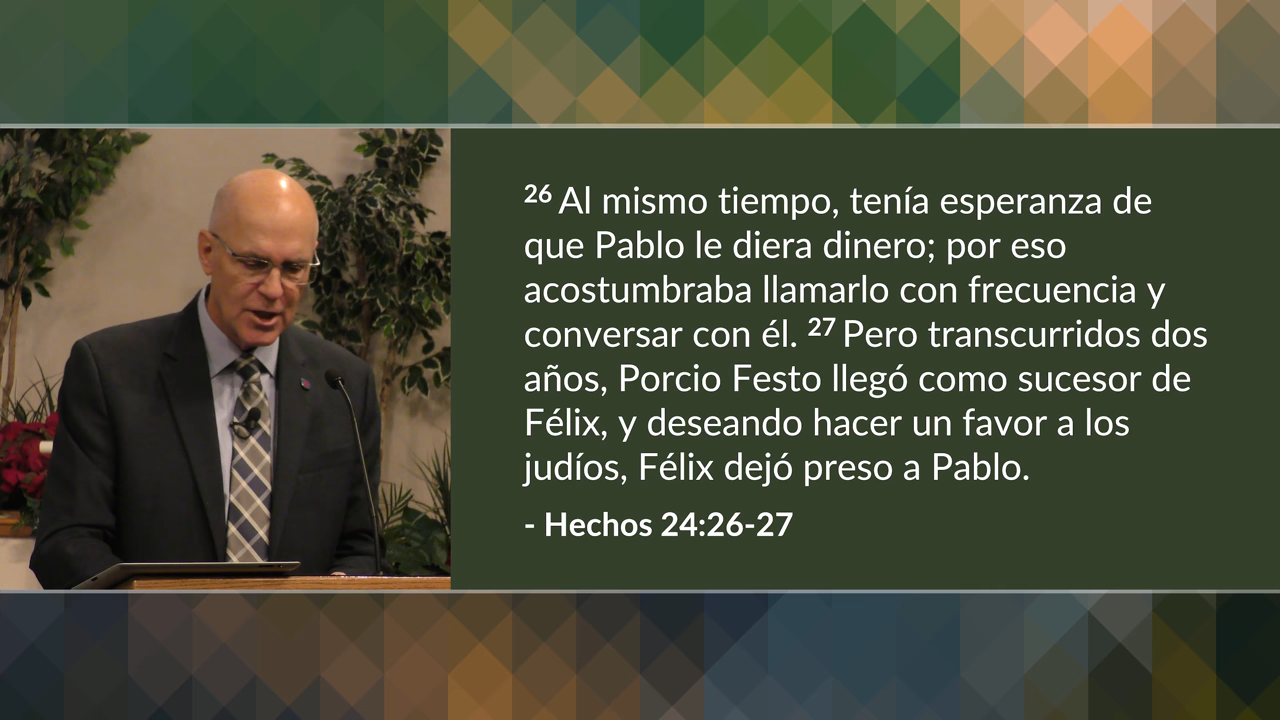 26 Al mismo tiempo, tenía esperanza de
que Pablo le diera dinero; por eso
acostumbraba llamarlo con frecuencia y
conversar con él. 27 Pero transcurridos dos
años, Porcio Festo llegó como sucesor de
Félix, y deseando hacer un favor a los
judíos, Félix dejó preso a Pablo.
- Hechos 24:26-27